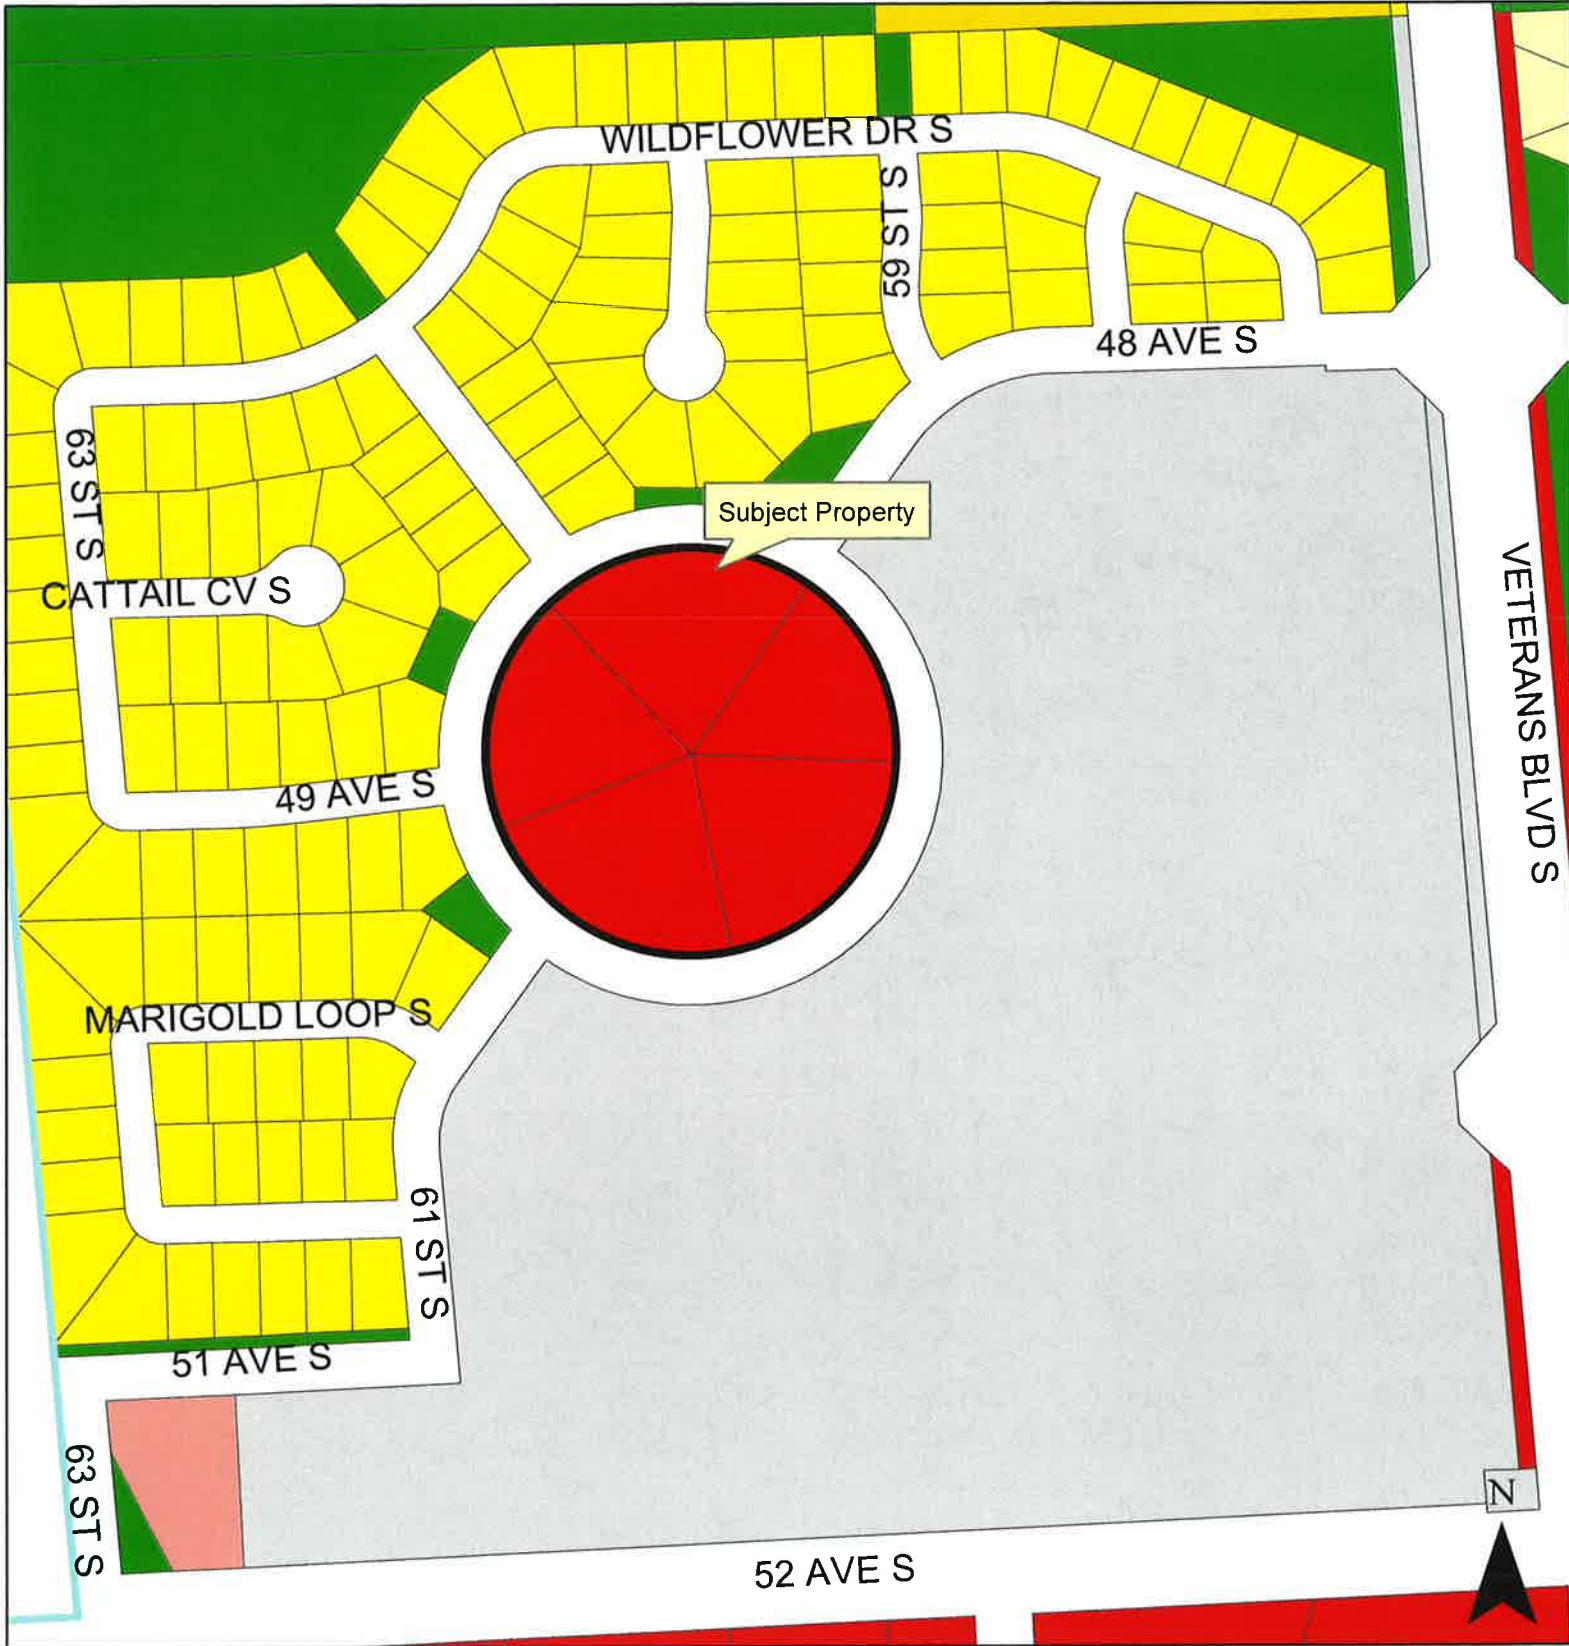 WILDFLOWER DR S
59 ST S
48 AVE S
63 ST S
Subject Property
CATTAIL CV S
VETERANS BLVD S
49 AVE S
MARIGOLD LOOP S
61 ST S
51 AVE S
63 ST S
N
52 AVE S